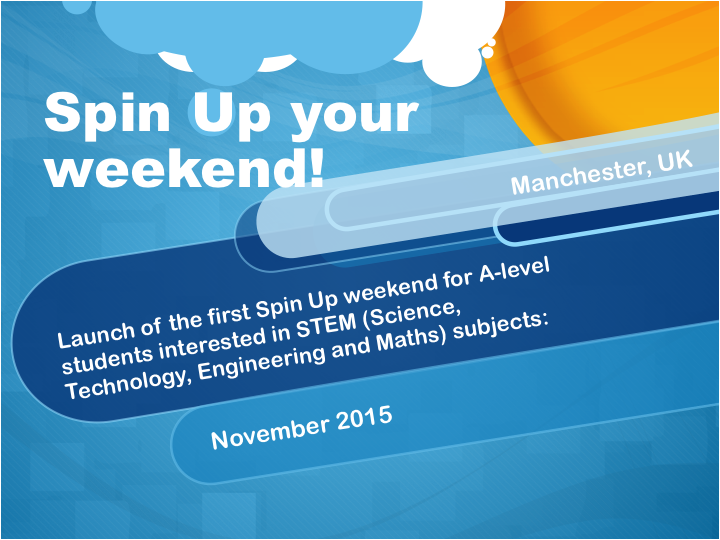 Spin Up your
weekend!
Manchester, UK
Launch of the first Spin Up weekend for A-level
students interested in STEM (Science,
Technology, Engineering and Maths) subjects:
November 2015